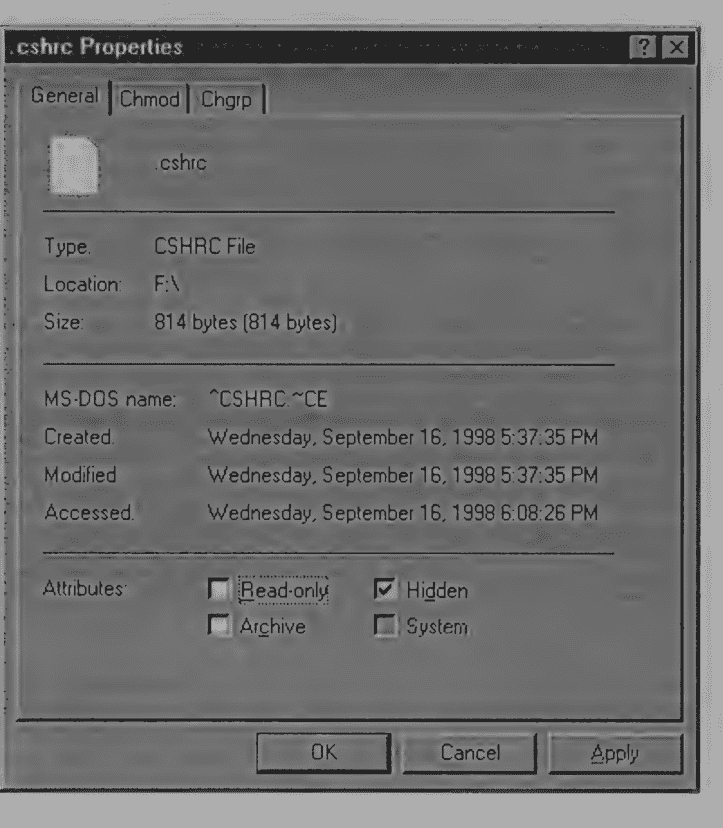 .cshrc Properties
General Chmod Chgrp
.cshrc
Type. CSHRC File
Location: F:\
Size: 814 bytes (814 bytes)
MS-DOS name: ^CSHRC.~CE
Created. Wednesday, September 16, 1998 5:37:35 PM
Modified Wednesday, September 16, 1998 5:37:35 PM
Accessed. Wednesday, September 16, 1998 6:08:26 PM
Attributes: Read-only Hidden
Archive System
OK Cancel Apply